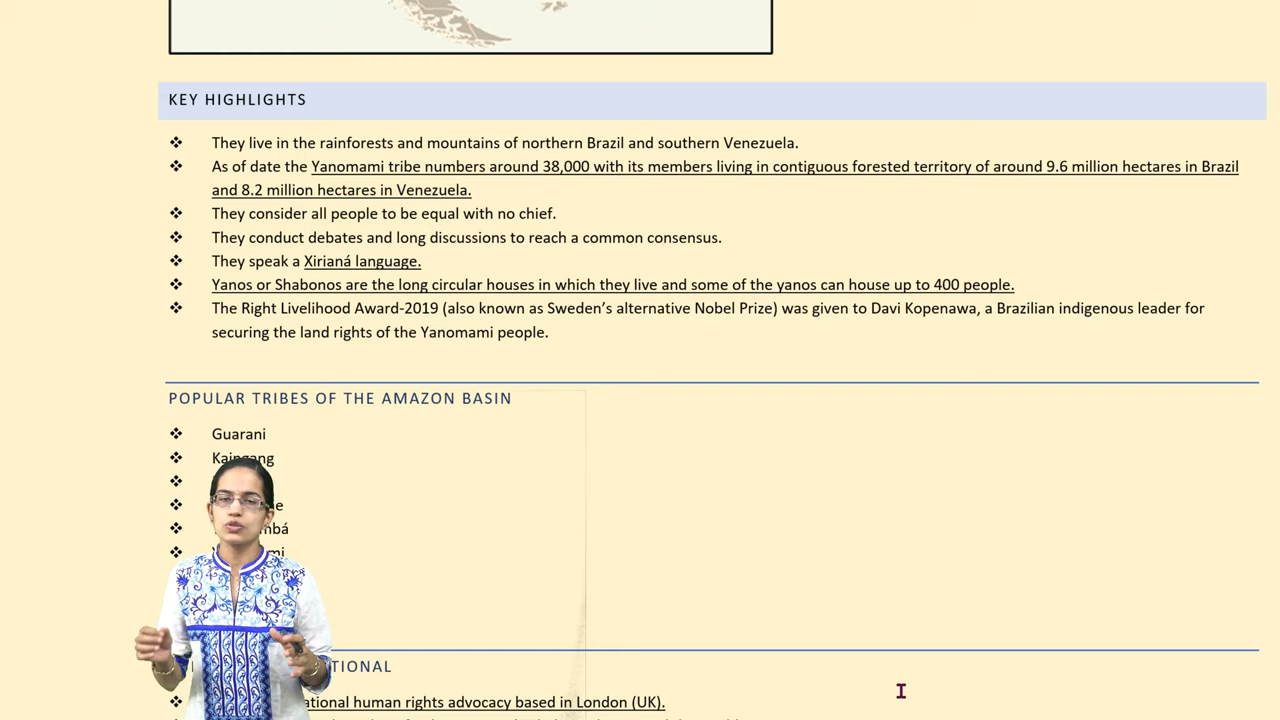 KEY HIGHLIGHTS
❖ They live in the rainforests and mountains of northern Brazil and southern Venezuela.
❖ As of date the Yanomami tribe numbers around 38,000 with its members living in contiguous forested territory of around 9.6 million hectares in Brazil
and 8.2 million hectares in Venezuela.
❖ They consider all people to be equal with no chief.
❖ They conduct debates and long discussions to reach a common consensus.
❖ They speak a Xirianá language.
❖ Yanos or Shabonos are the long circular houses in which they live and some of the yanos can house up to 400 people.
❖ The Right Livelihood Award-2019 (also known as Sweden's alternative Nobel Prize) was given to Davi Kopenawa, a Brazilian indigenous leader for
securing the land rights of the Yanomami people.
POPULAR TRIBES OF THE AMAZON BASIN
❖ Guarani
❖ Kaingang
❖
❖
❖
❖
❖ human rights advocacy based in London (UK).